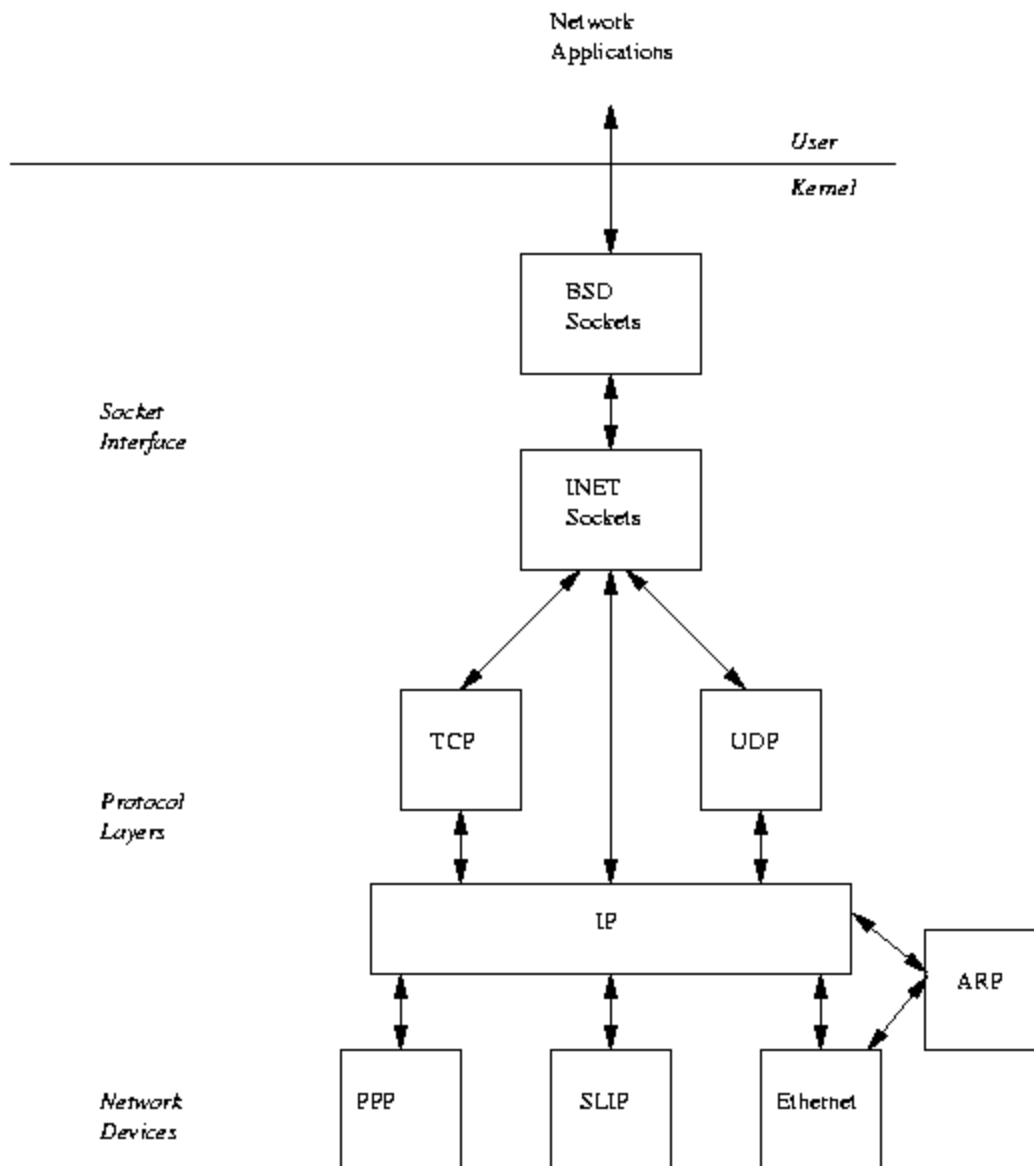 Network
Applications
User
Kernel
BSD
Sockets
Socket
Interface
INET
Sockets
TCP
UDP
Protocol
Layers
IP
ARP
PPP
SLIP
Ethernet
Network
Devices